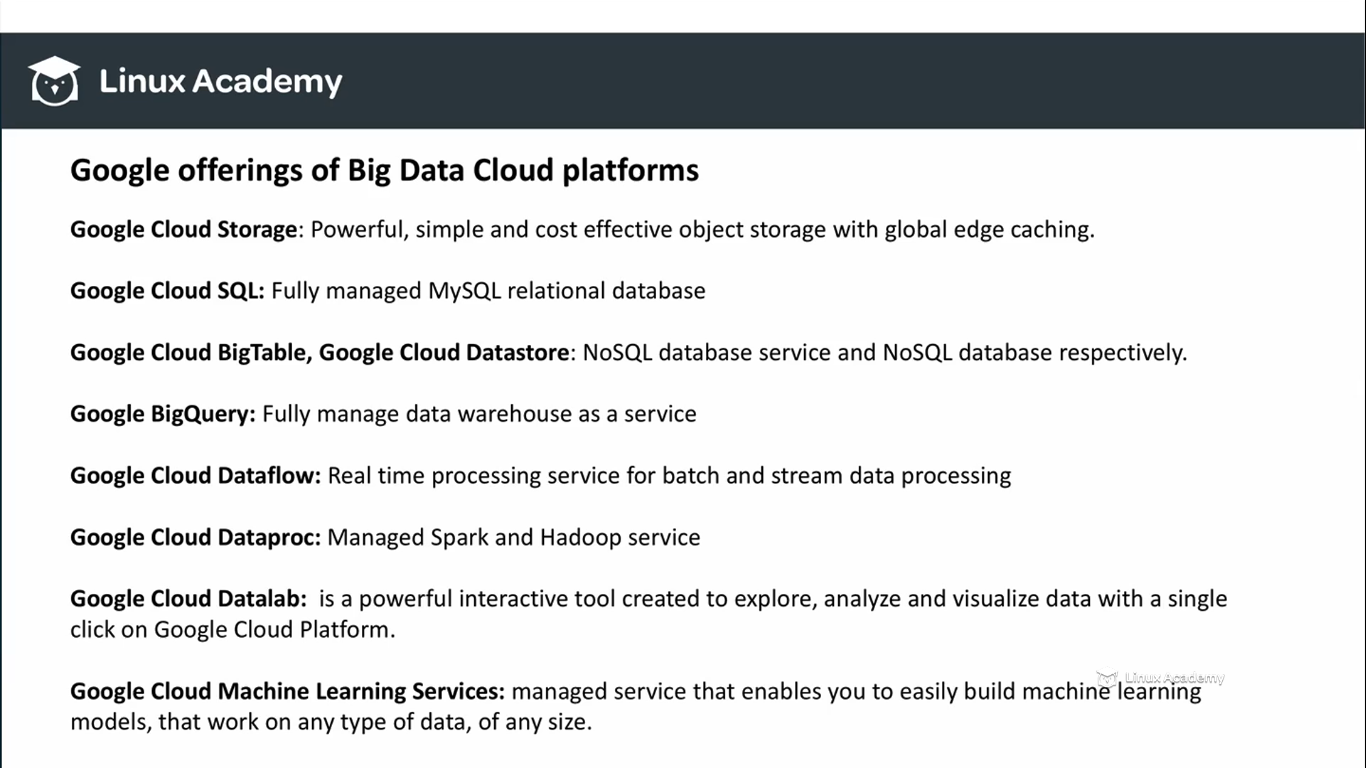 Linux Academy
Google offerings of Big Data Cloud platforms
Google Cloud Storage: Powerful, simple and cost effective object storage with global edge caching.
Google Cloud SQL: Fully managed MySQL relational database
Google Cloud BigTable, Google Cloud Datastore: NoSQL database service and NoSQL database respectively.
Google BigQuery: Fully manage data warehouse as a service
Google Cloud Dataflow: Real time processing service for batch and stream data processing
Google Cloud Dataproc: Managed Spark and Hadoop service
Google Cloud Datalab:  is a powerful interactive tool created to explore, analyze and visualize data with a single
click on Google Cloud Platform.
Linux Academy
Google Cloud Machine Learning Services: managed service that enables you to easily build machine learning
models, that work on any type of data, of any size.